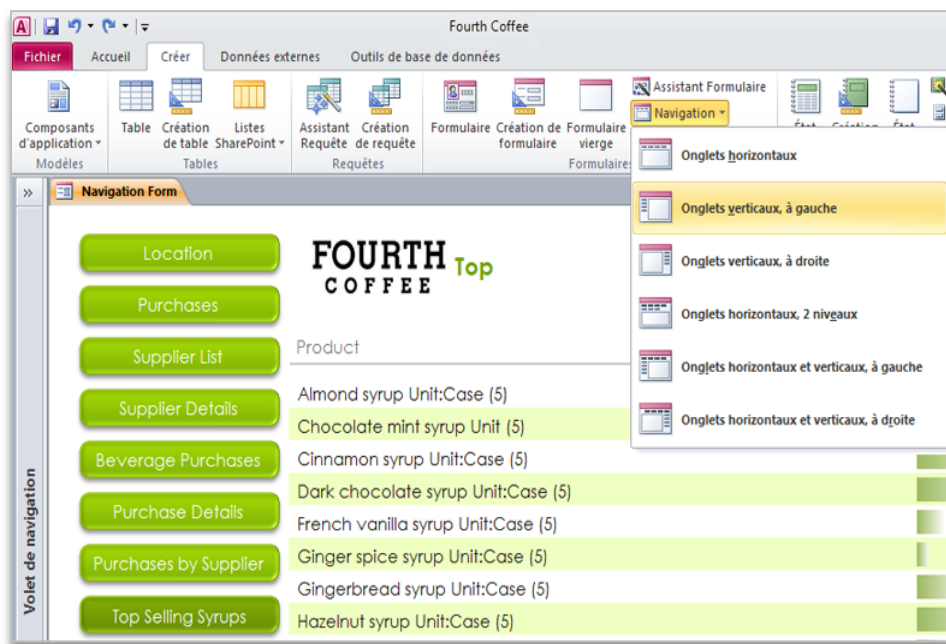 Fourth Coffee
Fichier Accueil Créer Données externes Outils de base de données
Composants d'application
Table
Création de table
Listes SharePoint
Assistant Requête
Création de requête
Formulaire
Création de formulaire
Formulaire vierge
Assistant Formulaire
Navigation
État
Création
État
Modèles
Tables
Requêtes
Formulaires
Onglets horizontaux
Onglets verticaux, à gauche
Onglets verticaux, à droite
Onglets horizontaux, 2 niveaux
Onglets horizontaux et verticaux, à gauche
Onglets horizontaux et verticaux, à droite
»
Navigation Form
Volet de navigation
Location
Purchases
Supplier List
Supplier Details
Beverage Purchases
Purchase Details
Purchases by Supplier
Top Selling Syrups
FOURTH
COFFEE
Top
Product
Almond syrup Unit:Case (5)
Chocolate mint syrup Unit (5)
Cinnamon syrup Unit:Case (5)
Dark chocolate syrup Unit:Case (5)
French vanilla syrup Unit:Case (5)
Ginger spice syrup Unit:Case (5)
Gingerbread syrup Unit:Case (5)
Hazelnut syrup Unit:Case (5)